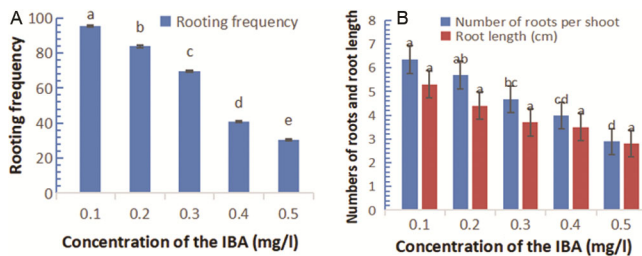 A
Rooting frequency
100
80
60
40
20
0
a
b
c
d
e
Rooting frequency
0.1 0.2 0.3 0.4 0.5
Concentration of the IBA (mg/l)
B
Number of roots per shoot
Root length (cm)
Numbers of roots and root length
8
7
6
5
4
3
2
1
0
a a ab a bc a cd a d a
0.1 0.2 0.3 0.4 0.5
Concentration of the IBA (mg/l)